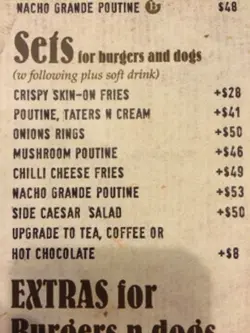 NACHO GRANDE POUTINE $48
Sets for burgers and dogs
(w following plus soft drink)
CRISPY SKIN-ON FRIES +$28
POUTINE, TATERS N CREAM +$41
ONIONS RINGS +$50
MUSHROOM POUTINE +$46
CHILLI CHEESE FRIES +$49
NACHO GRANDE POUTINE +$53
SIDE CAESAR SALAD +$50
UPGRADE TO TEA, COFFEE OR
HOT CHOCOLATE +$8
EXTRAS for
Burgers n dogs